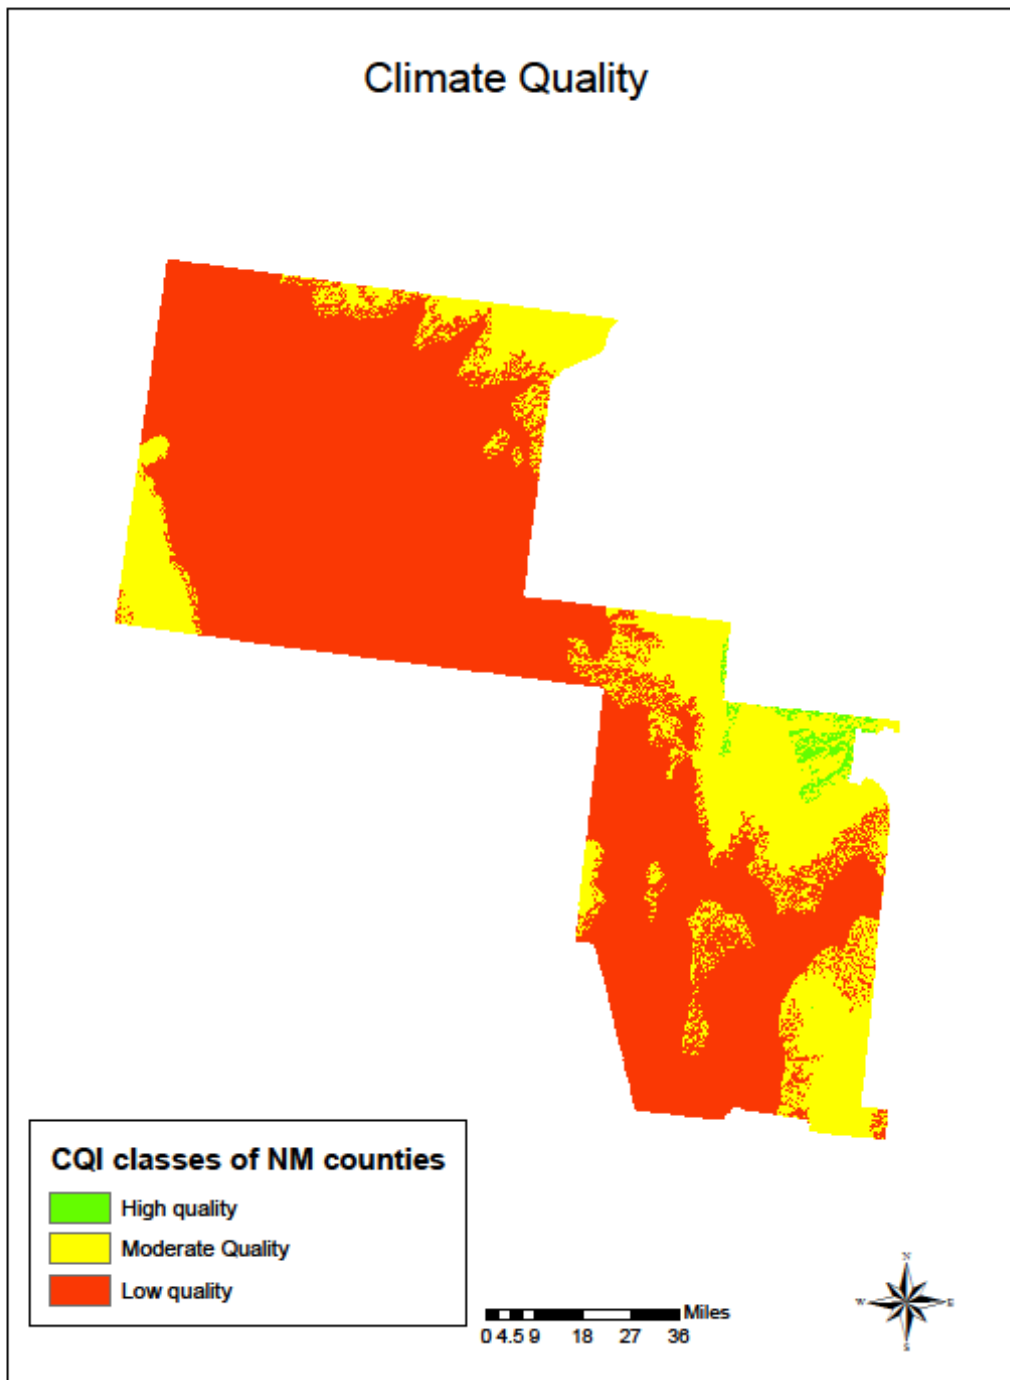 Climate Quality
CQI classes of NM counties
High quality
Moderate Quality
Low quality
Miles
0 4.5 9 18 27 36
N
W E
S